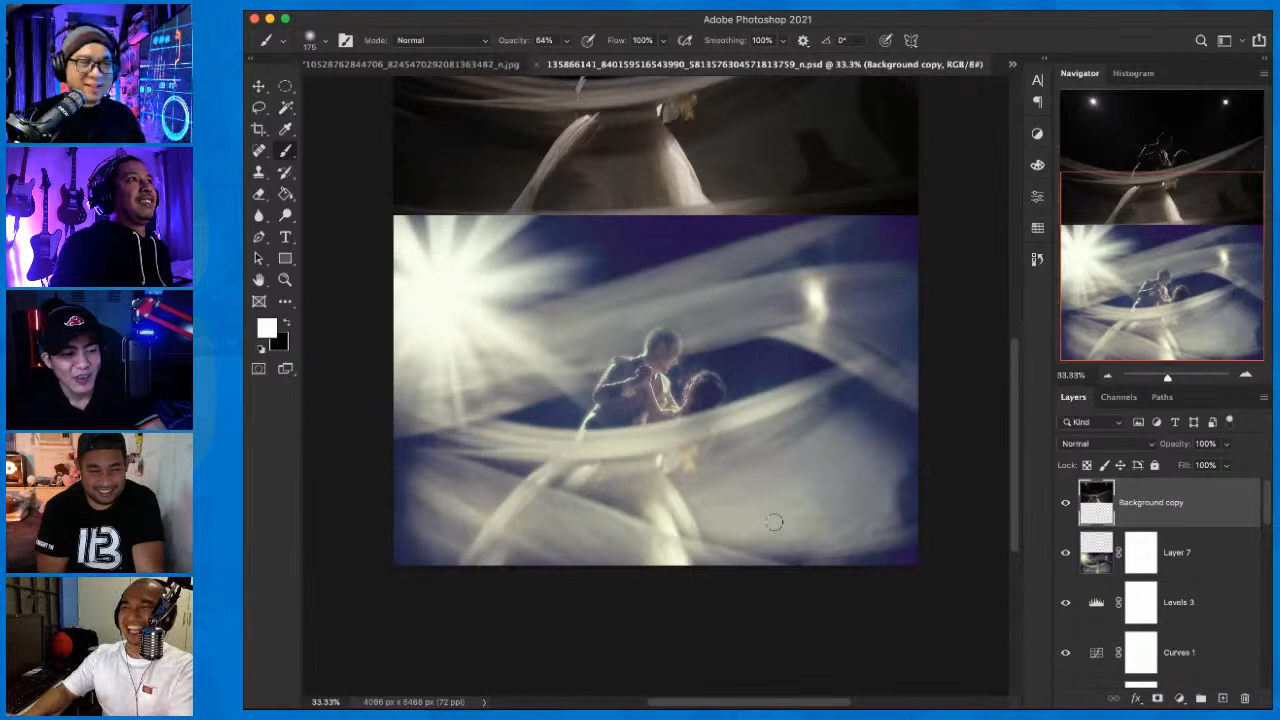 Adobe Photoshop 2021
175
Mode: Normal
Opacity: 64%
Flow: 100%
Smoothing: 100%
0°
'10528762844706_8245470292081363482_n.jpg
135866141_840159516543990_5813576304571813759_n.psd @ 33.3% (Background copy, RGB/8#)
Navigator
Histogram
33.33%
Layers
Channels
Paths
Kind
Normal
Opacity: 100%
Lock:
Fill: 100%
Background copy
Layer 7
Levels 3
Curves 1
33.33%
4096 px x 5468 px (72 ppi)